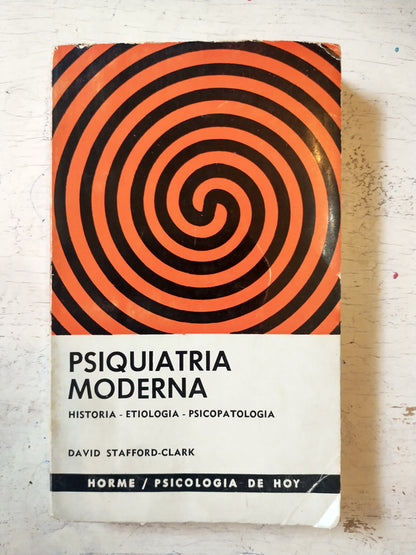 PSIQUIATRIA
MODERNA
HISTORIA - ETIOLOGIA - PSICOPATOLOGIA
DAVID STAFFORD-CLARK
HORME / PSICOLOGIA DE HOY